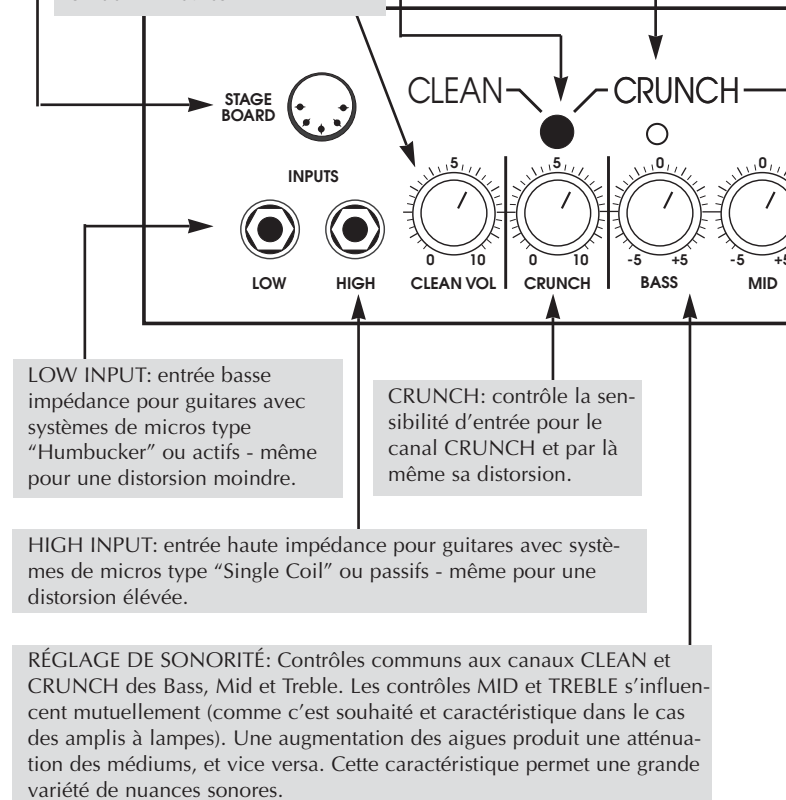 CLEAN CRUNCH
STAGE
BOARD
INPUTS
5 5 0 0
0 10 0 10 -5 +5 -5 +5
LOW HIGH CLEAN VOL CRUNCH BASS MID
LOW INPUT: entrée basse
impédance pour guitares avec
systèmes de micros type
“Humbucker” ou actifs - même
pour une distorsion moindre.
CRUNCH: contrôle la sen-
sibilité d’entrée pour le
canal CRUNCH et par là
même sa distorsion.
HIGH INPUT: entrée haute impédance pour guitares avec systè-
mes de micros type “Single Coil” ou passifs - même pour une
distorsion élévée.
RÉGLAGE DE SONORITÉ: Contrôles communs aux canaux CLEAN et
CRUNCH des Bass, Mid et Treble. Les contrôles MID et TREBLE s’influen-
cent mutuellement (comme c’est souhaité et caractéristique dans le cas
des amplis à lampes). Une augmentation des aigues produit une atténua-
tion des médiums, et vice versa. Cette caractéristique permet une grande
variété de nuances sonores.